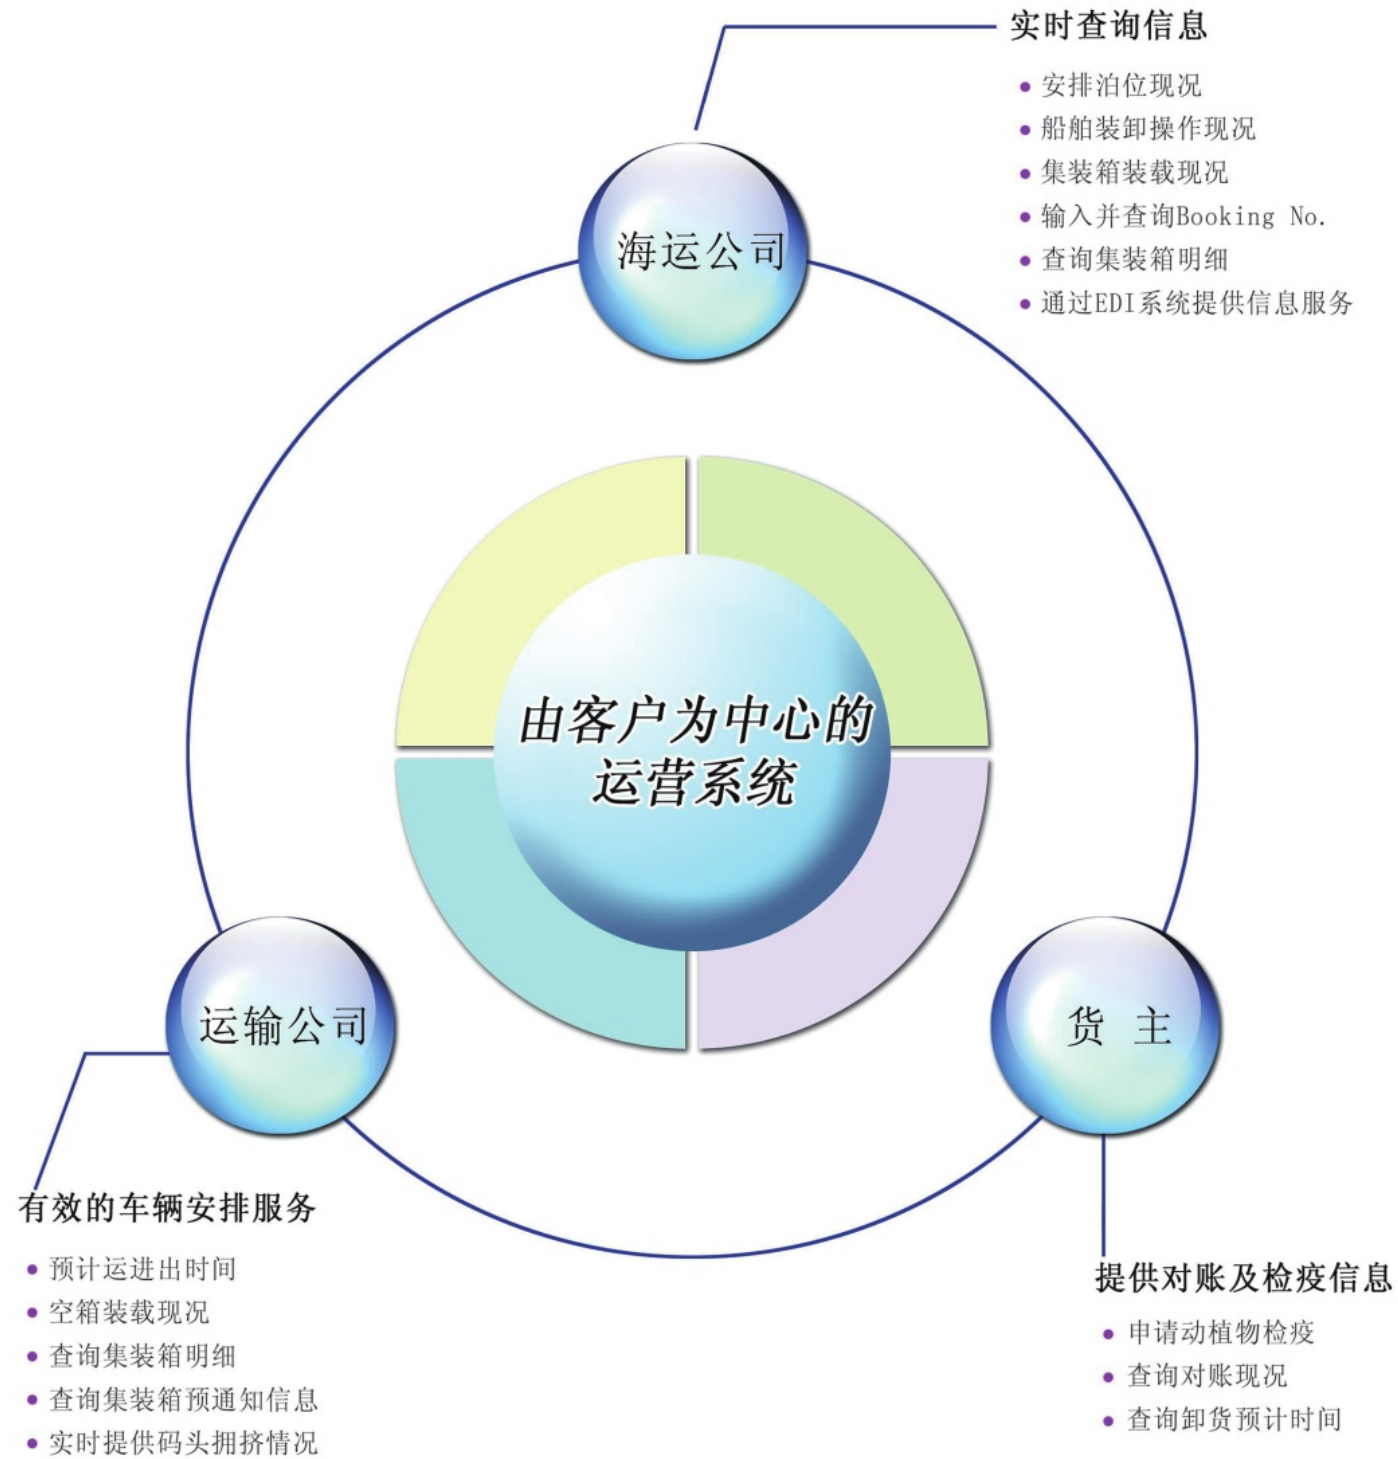 实时查询信息
安排泊位现况
船舶装卸操作现况
集装箱装载现况
输入并查询Booking No.
查询集装箱明细
通过EDI系统提供信息服务
海运公司
由客户为中心的
运营系统
运输公司
货 主
有效的车辆安排服务
预计运进出时间
空箱装载现况
查询集装箱明细
查询集装箱预通知信息
实时提供码头拥挤情况
提供对账及检疫信息
申请动植物检疫
查询对账现况
查询卸货预计时间